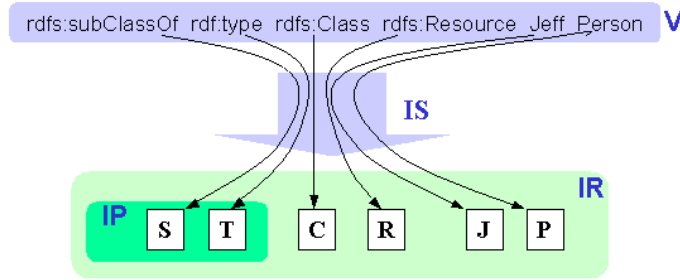 rdfs:subClassOf rdf:type rdfs:Class rdfs:Resource Jeff Person V
IS
IR
IP
S T C R J P